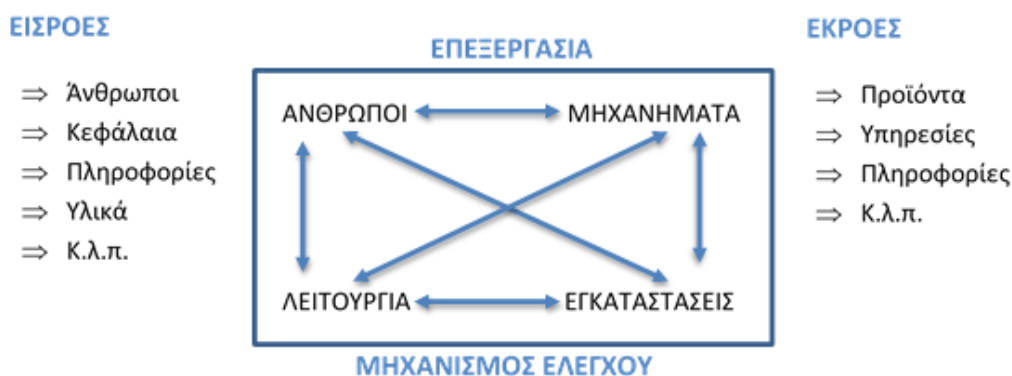 ΕΙΣΡΟΕΣ
⇒ Άνθρωποι
⇒ Κεφάλαια
⇒ Πληροφορίες
⇒ Υλικά
⇒ Κ.λ.π.
ΕΠΕΞΕΡΓΑΣΙΑ
ΑΝΘΡΩΠΟΙ ΜΗΧΑΝΗΜΑΤΑ
ΛΕΙΤΟΥΡΓΙΑ ΕΓΚΑΤΑΣΤΑΣΕΙΣ
ΜΗΧΑΝΙΣΜΟΣ ΕΛΕΓΧΟΥ
ΕΚΡΟΕΣ
⇒ Προϊόντα
⇒ Υπηρεσίες
⇒ Πληροφορίες
⇒ Κ.λ.π.